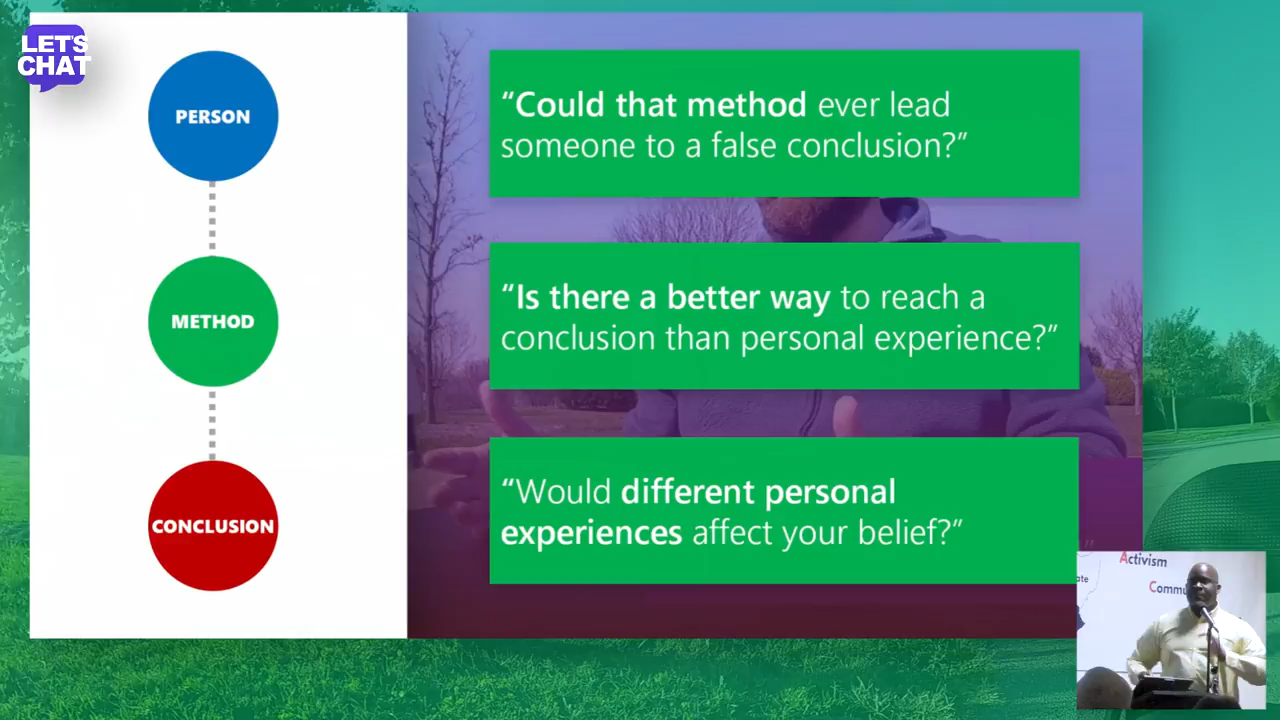 LET'S
CHAT
PERSON
METHOD
CONCLUSION
“Could that method ever lead
someone to a false conclusion?”
“Is there a better way to reach a
conclusion than personal experience?”
“Would different personal
experiences affect your belief?”
Activism